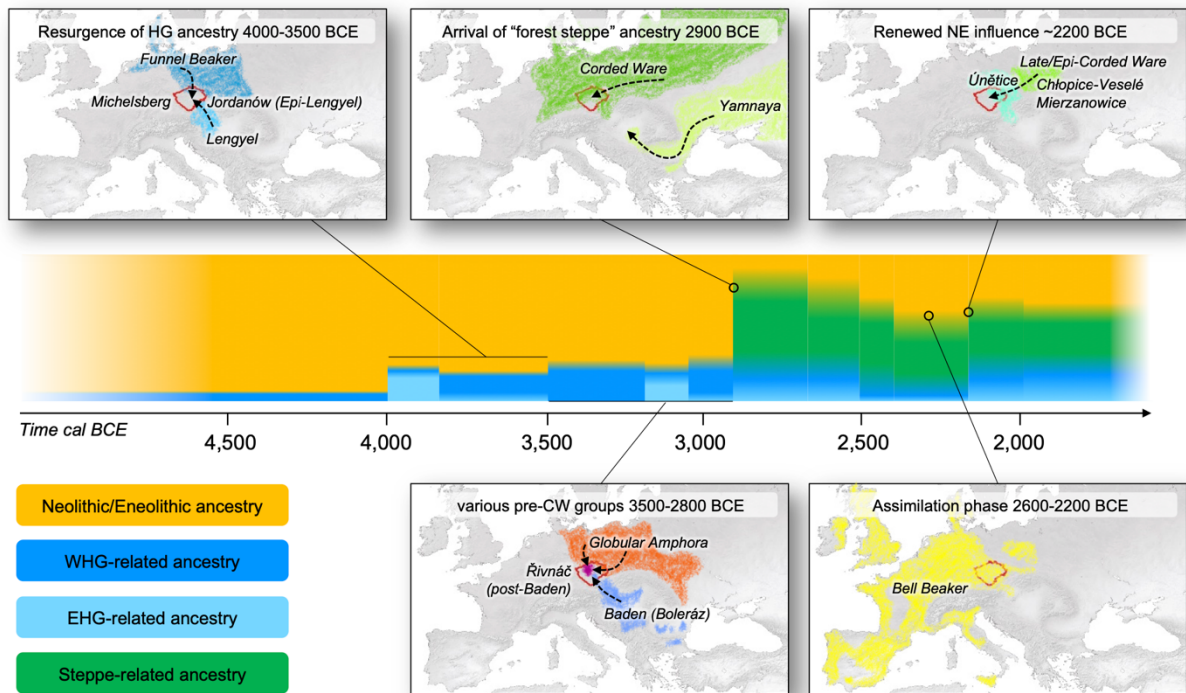 Resurgence of HG ancestry 4000-3500 BCE
Funnel Beaker
Michelsberg
Jordanów (Epi-Lengyel)
Lengyel
Arrival of “forest steppe” ancestry 2900 BCE
Corded Ware
Yamnaya
Renewed NE influence ~2200 BCE
Late/Epi-Corded Ware
Únětice
Chłopice-Veselé
Mierzanowice
Time cal BCE
4,500
4,000
3,500
3,000
2,500
2,000
Neolithic/Eneolithic ancestry
WHG-related ancestry
EHG-related ancestry
Steppe-related ancestry
various pre-CW groups 3500-2800 BCE
Globular Amphora
Řivnáč
(post-Baden)
Baden (Boleráz)
Assimilation phase 2600-2200 BCE
Bell Beaker